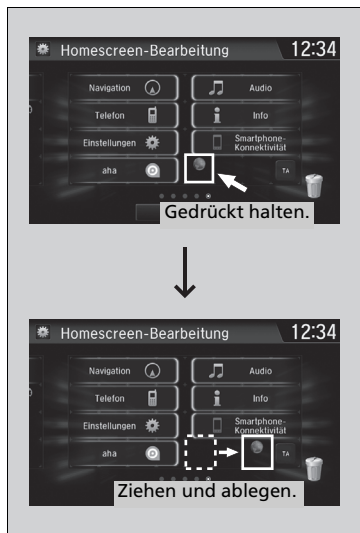 Homescreen-Bearbeitung 12:34
Navigation Audio
Telefon Info
Einstellungen Smartphone-
Konnektivität
aha TA
Gedrückt halten.
Homescreen-Bearbeitung 12:34
Navigation Audio
Telefon Info
Einstellungen Smartphone-
Konnektivität
aha TA
Ziehen und ablegen.